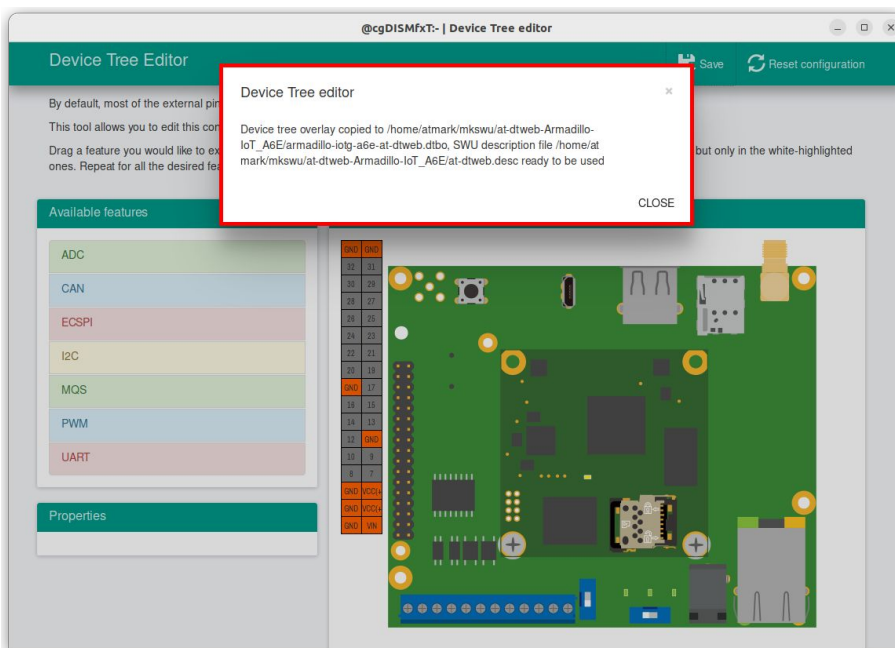 @cgDISMfxT:~ | Device Tree editor
Device Tree Editor
Save
Reset configuration
By default, most of the external pin
This tool allows you to edit this con
Drag a feature you would like to ex
but only in the white-highlighted
ones. Repeat for all the desired fea
Device Tree editor
Device tree overlay copied to /home/atmark/mkswu/at-dtweb-Armadillo-
IoT_A6E/armadillo-iotg-a6e-at-dtweb.dtbo, SWU description file /home/at
mark/mkswu/at-dtweb-Armadillo-IoT_A6E/at-dtweb.desc ready to be used
CLOSE
Available features
ADC
CAN
ECSPI
I2C
MQS
PWM
UART
Properties
GND GND
32 31
30 29
28 27
26 25
24 23
22 21
20 19
GND 17
16 15
14 13
12 GND
10 9
8 7
GND VCC(+
GND VCC(+
GND VIN